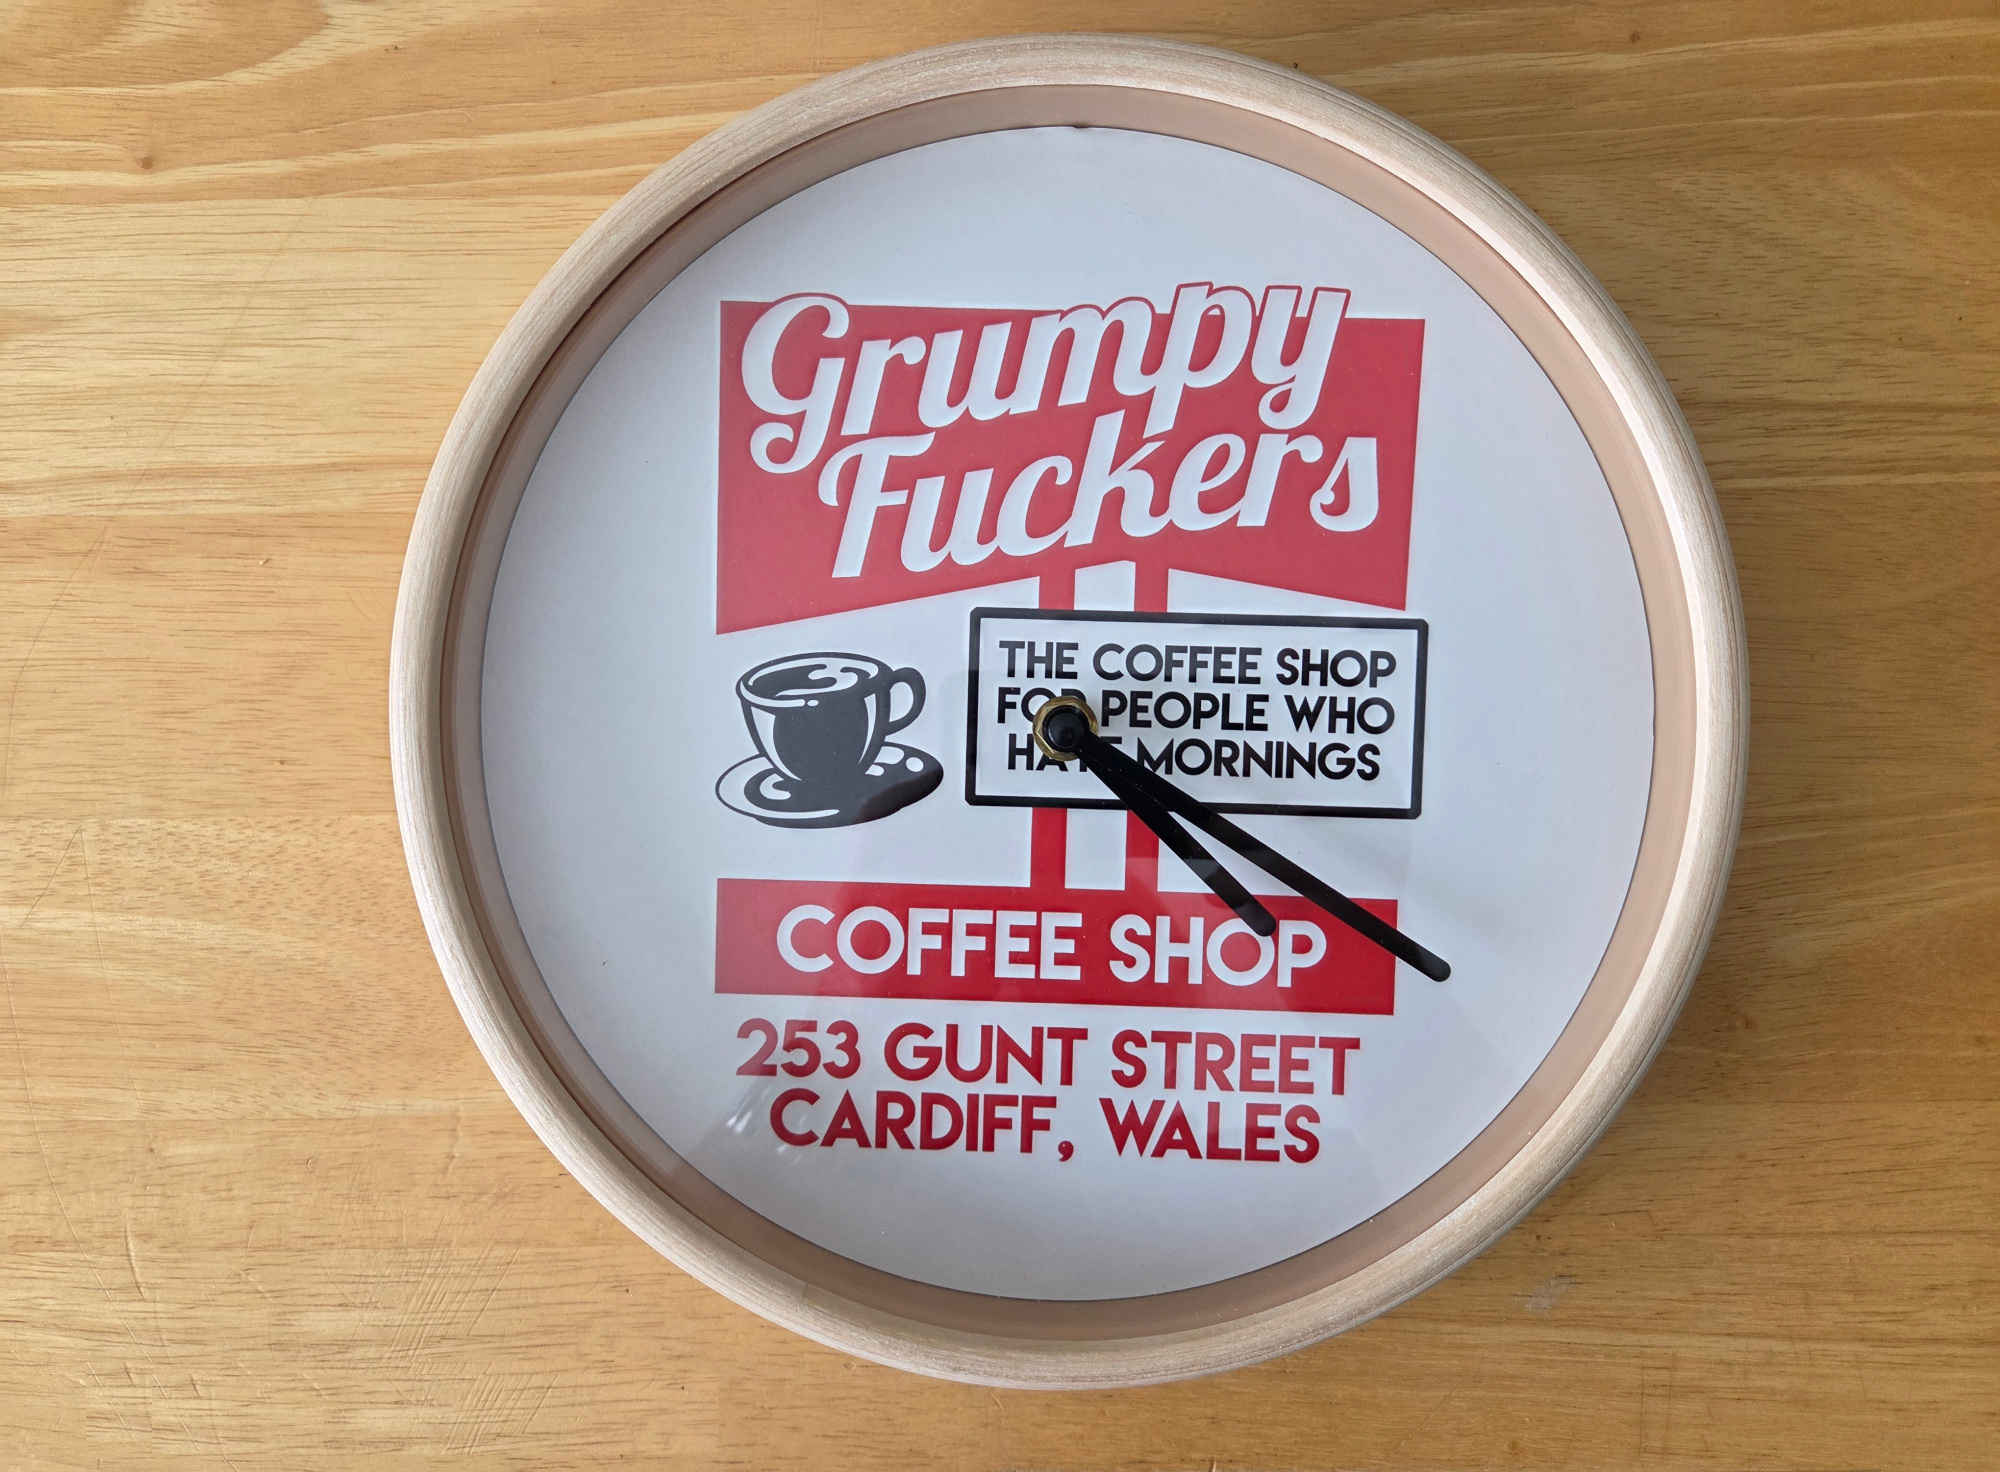 Grumpy
Fuckers
THE COFFEE SHOP
FOR PEOPLE WHO
HATE MORNINGS
COFFEE SHOP
253 GUNT STREET
CARDIFF, WALES